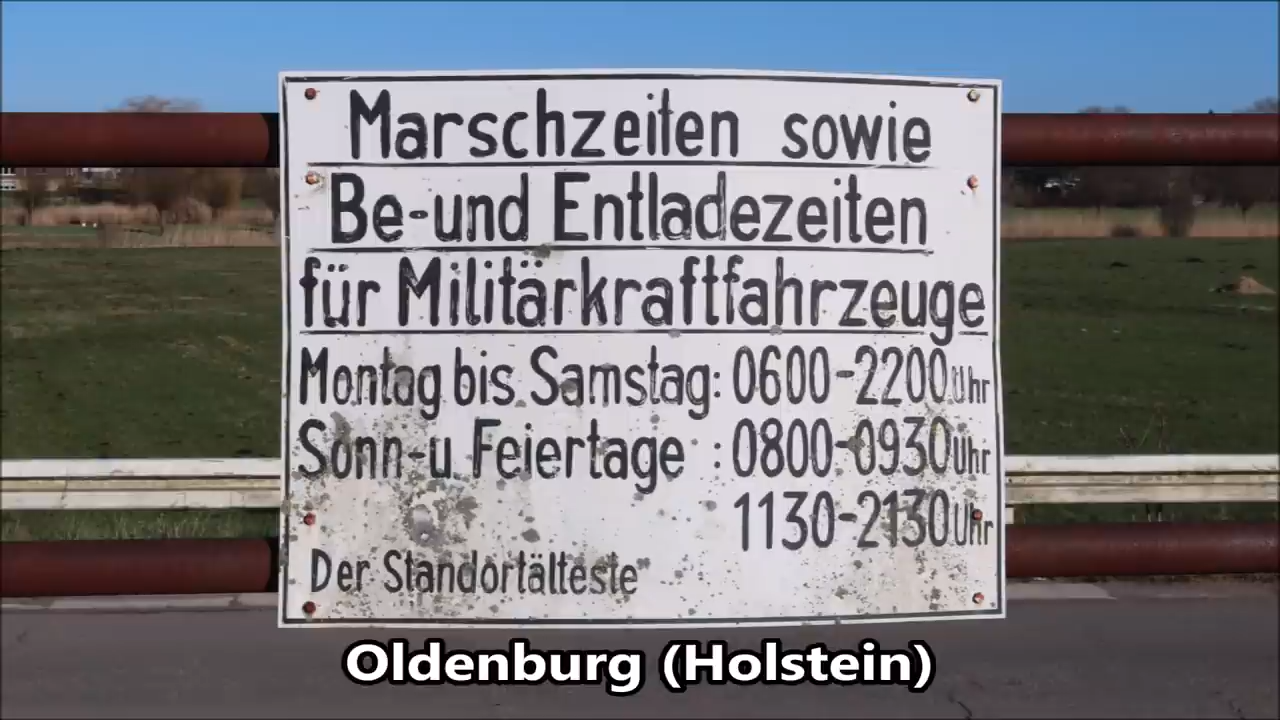 Marschzeiten sowie
Be-und Entladezeiten
für Militärkraftfahrzeuge
Montag bis Samstag: 0600-2200 Uhr
Sonn-u. Feiertage : 0800-0930 Uhr
1130-2130 Uhr
Der Standortälteste
Oldenburg (Holstein)